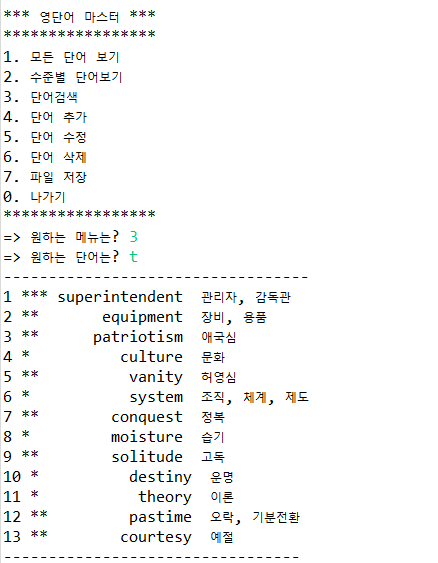 *** 영단어 마스터 ***
*****************
1. 모든 단어 보기
2. 수준별 단어보기
3. 단어검색
4. 단어 추가
5. 단어 수정
6. 단어 삭제
7. 파일 저장
0. 나가기
*****************
=> 원하는 메뉴는? 3
=> 원하는 단어는? t
----------------------------------
1 *** superintendent 관리자, 감독관
2 ** equipment 장비, 용품
3 ** patriotism 애국심
4 * culture 문화
5 ** vanity 허영심
6 * system 조직, 체계, 제도
7 ** conquest 정복
8 * moisture 습기
9 ** solitude 고독
10 * destiny 운명
11 * theory 이론
12 ** pastime 오락, 기분전환
13 ** courtesy 예절
---------------------------------